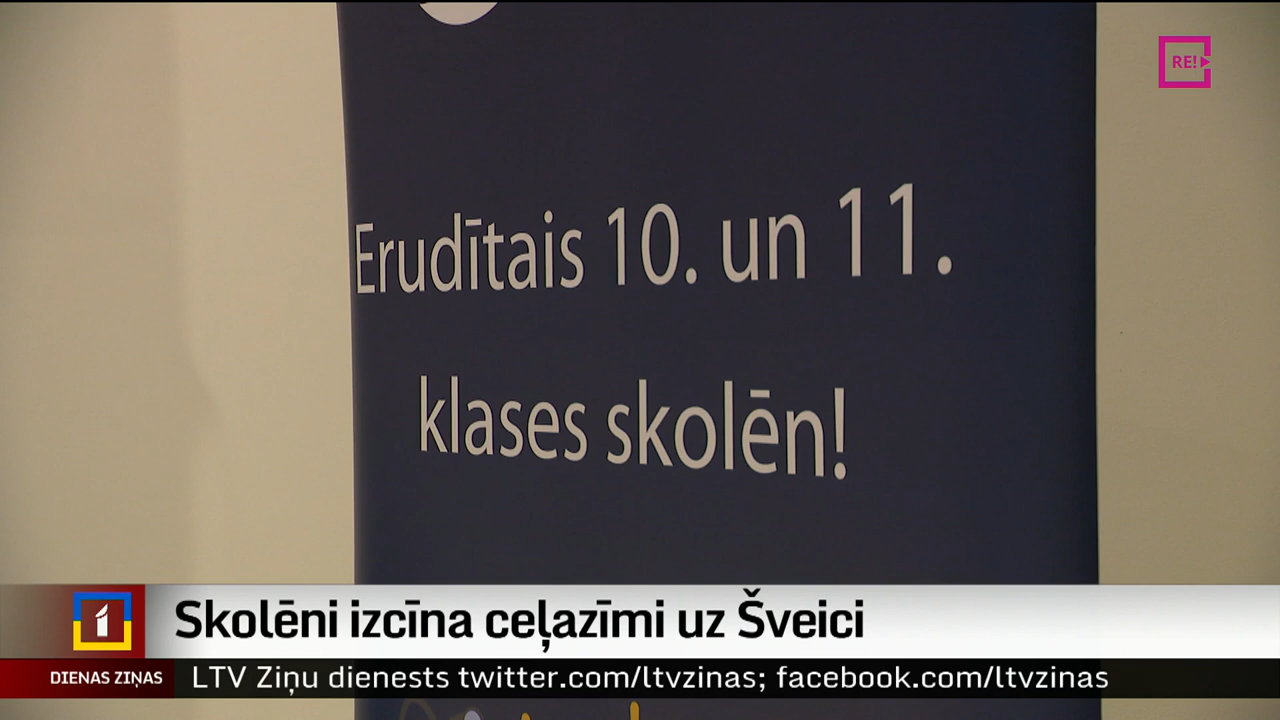 RE!
Erudītais 10. un 11.
klases skolēn!
Skolēni izcīna ceļazīmi uz Šveici
1
DIENAS ZIŅAS
LTV Ziņu dienests twitter.com/ltvzinas; facebook.com/ltvzinas